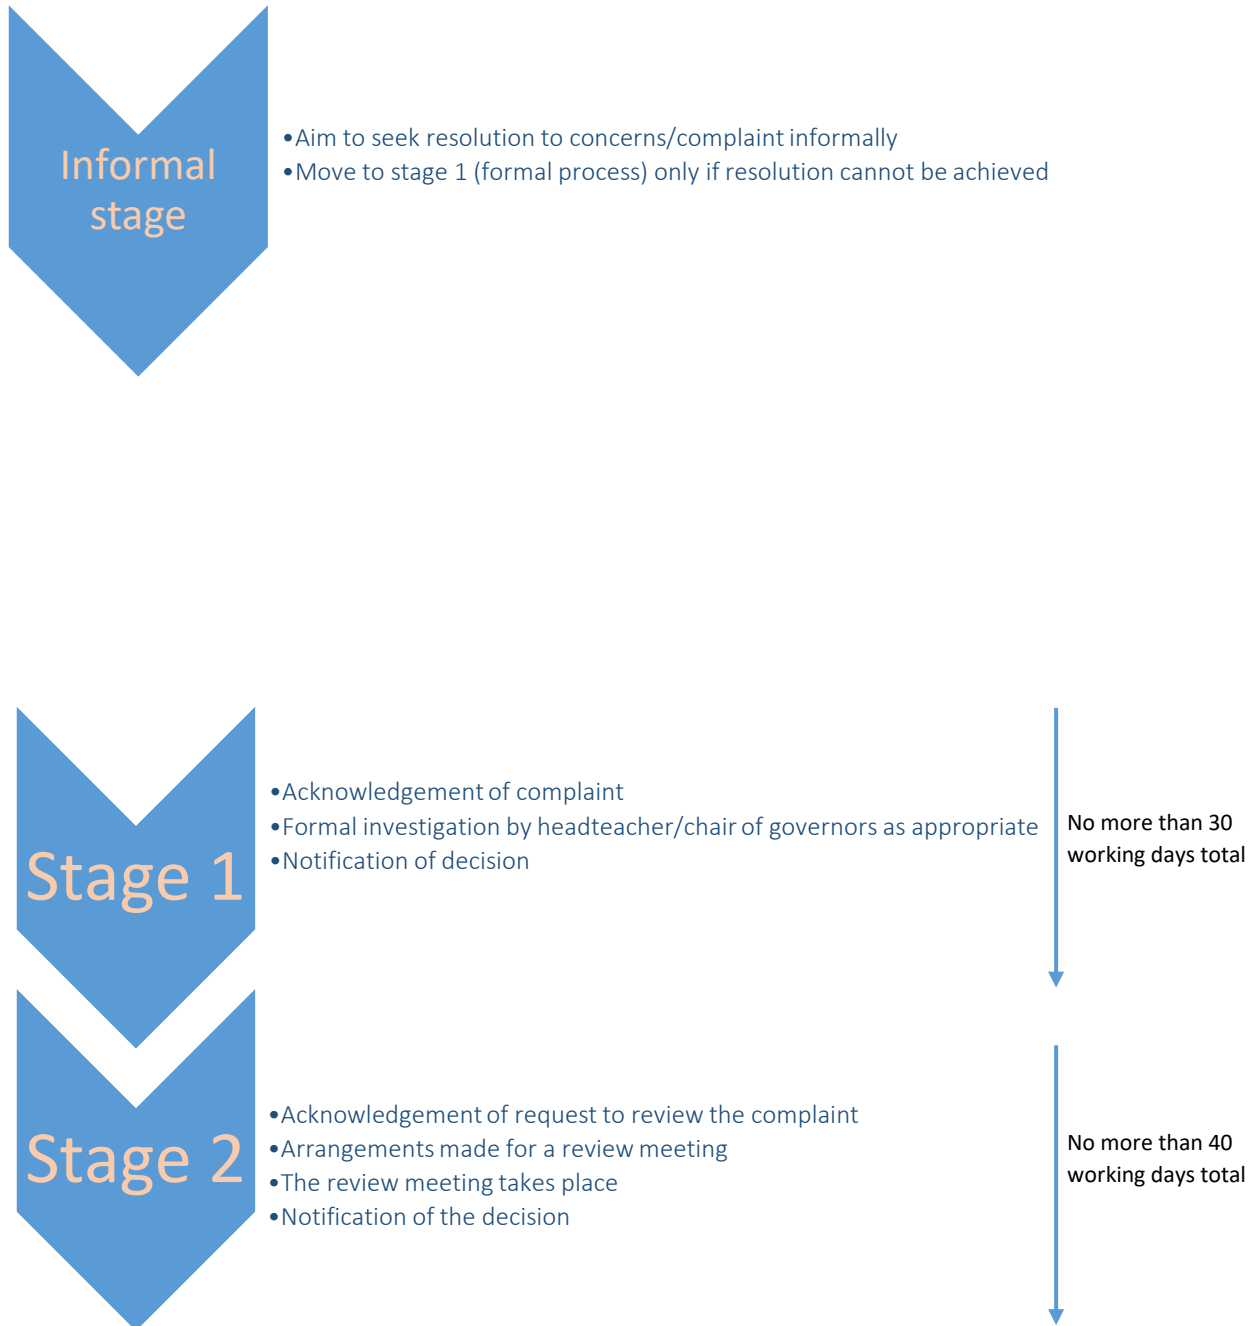 Informal
stage
•Aim to seek resolution to concerns/complaint informally
•Move to stage 1 (formal process) only if resolution cannot be achieved
Stage 1
•Acknowledgement of complaint
•Formal investigation by headteacher/chair of governors as appropriate
•Notification of decision
No more than 30
working days total
Stage 2
•Acknowledgement of request to review the complaint
•Arrangements made for a review meeting
•The review meeting takes place
•Notification of the decision
No more than 40
working days total